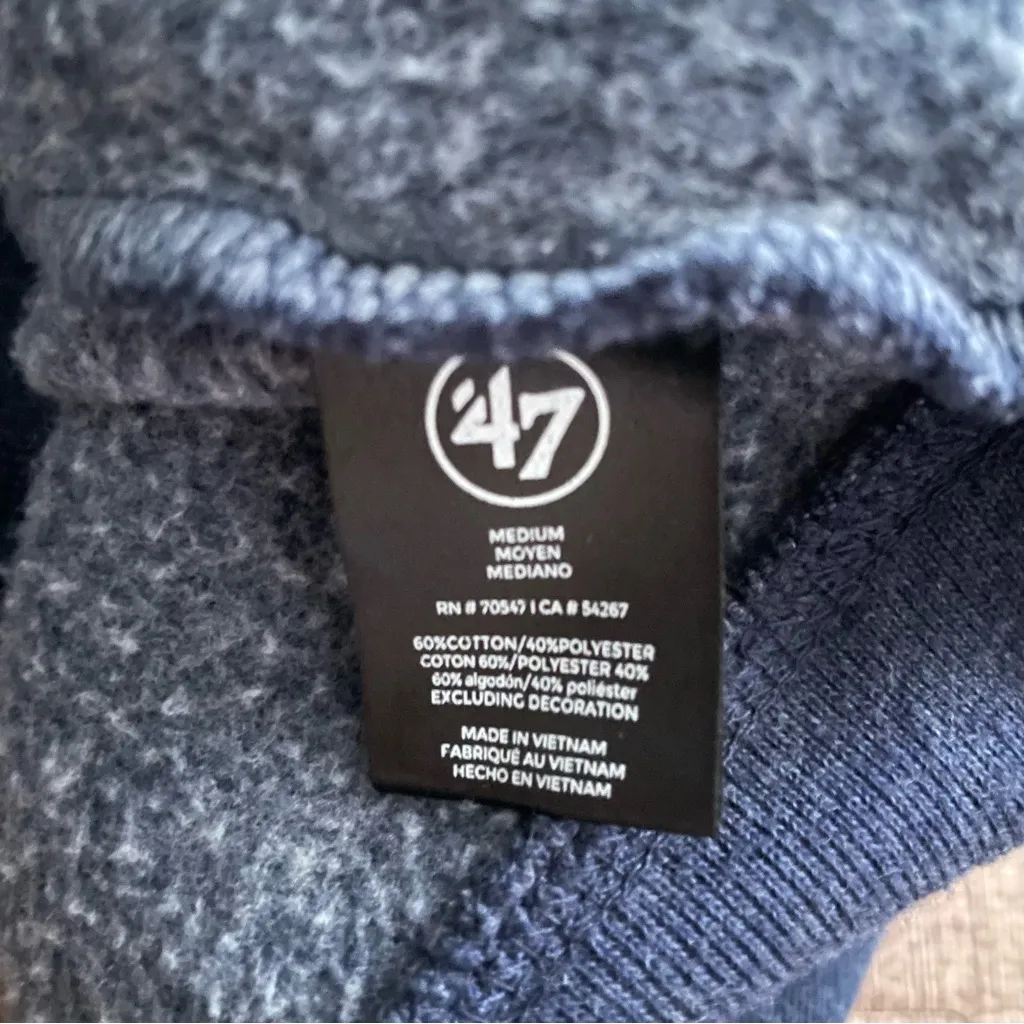 '47
MEDIUM
MOYEN
MEDIANO
RN # 70547 | CA # 54267
60%COTTON/40%POLYESTER
COTON 60%/POLYESTER 40%
60% algodón/40% poliéster
EXCLUDING DECORATION
MADE IN VIETNAM
FABRIQUÉ AU VIETNAM
HECHO EN VIETNAM